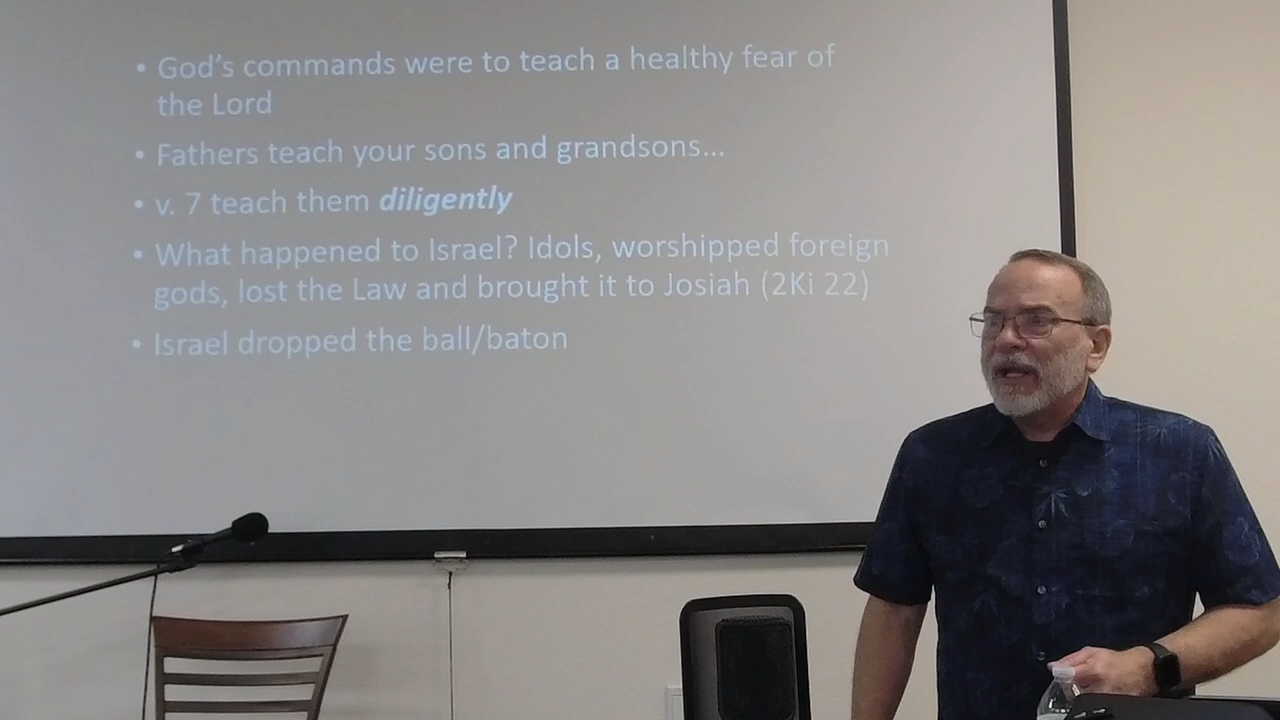 • God's commands were to teach a healthy fear of
the Lord
• Fathers teach your sons and grandsons...
• v. 7 teach them diligently
• What happened to Israel? Idols, worshipped foreign
gods, lost the Law and brought it to Josiah (2Ki 22)
• Israel dropped the ball/baton